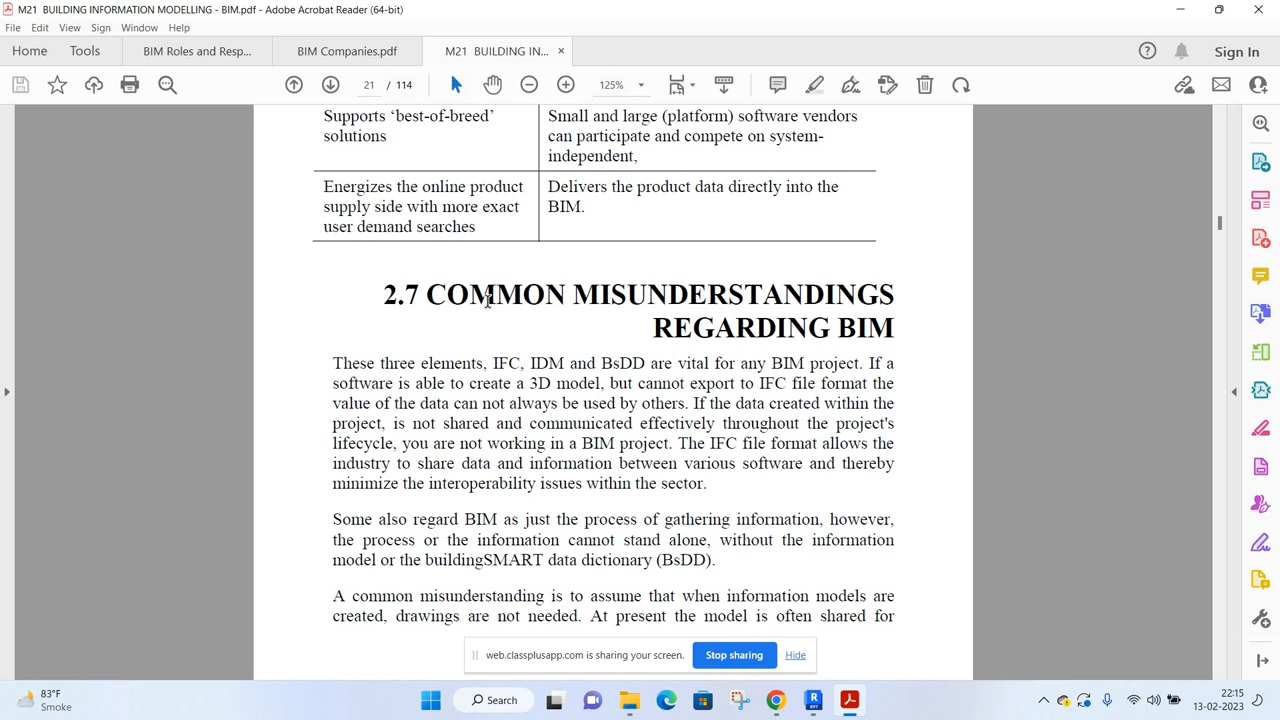 M21 BUILDING INFORMATION MODELLING - BIM.pdf - Adobe Acrobat Reader (64-bit)
File Edit View Sign Window Help
Home Tools BIM Roles and Resp... BIM Companies.pdf M21 BUILDING IN... × Sign In
21 / 114 125%
Supports ‘best-of-breed’ solutions
Small and large (platform) software vendors
can participate and compete on system-
independent,
Energizes the online product
supply side with more exact
user demand searches
Delivers the product data directly into the
BIM.
2.7 COMMON MISUNDERSTANDINGS
REGARDING BIM
These three elements, IFC, IDM and BsDD are vital for any BIM project. If a
software is able to create a 3D model, but cannot export to IFC file format the
value of the data can not always be used by others. If the data created within the
project, is not shared and communicated effectively throughout the project's
lifecycle, you are not working in a BIM project. The IFC file format allows the
industry to share data and information between various software and thereby
minimize the interoperability issues within the sector.
Some also regard BIM as just the process of gathering information, however,
the process or the information cannot stand alone, without the information
model or the buildingSMART data dictionary (BsDD).
A common misunderstanding is to assume that when information models are
created, drawings are not needed. At present the model is often shared for
web.classplusapp.com is sharing your screen. Stop sharing Hide
83°F
Smoke
Search
22:15
13-02-2023